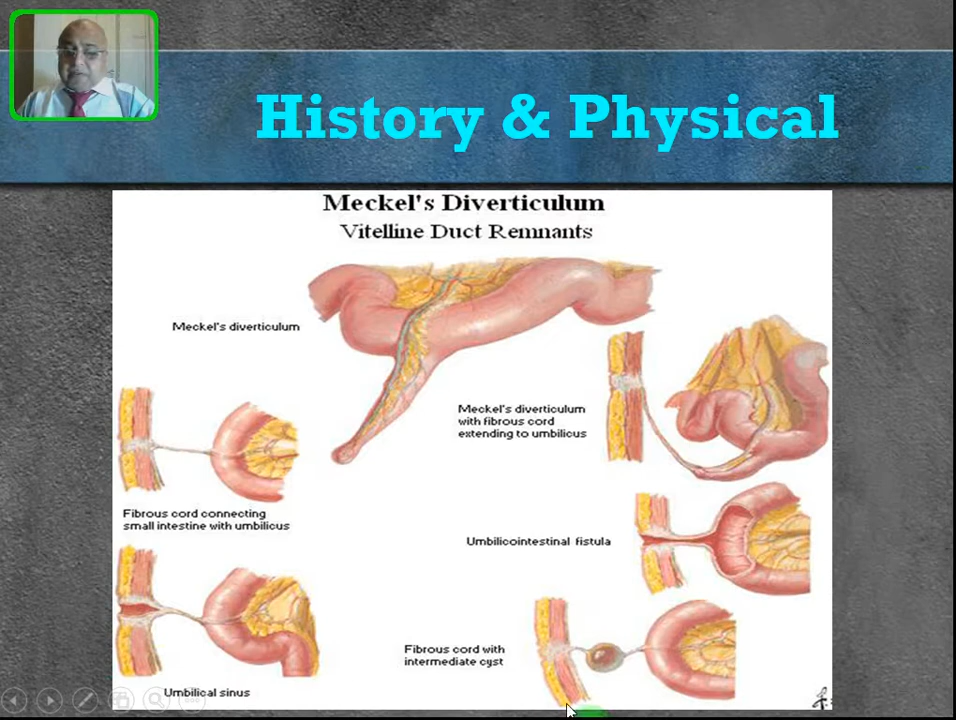 History & Physical
Meckel's Diverticulum
Vitelline Duct Remnants
Meckel's diverticulum
Meckel's diverticulum
with fibrous cord
extending to umbilicus
Fibrous cord connecting
small intestine with umbilicus
Umbilicointestinal fistula
Fibrous cord with
intermediate cyst
Umbilical sinus